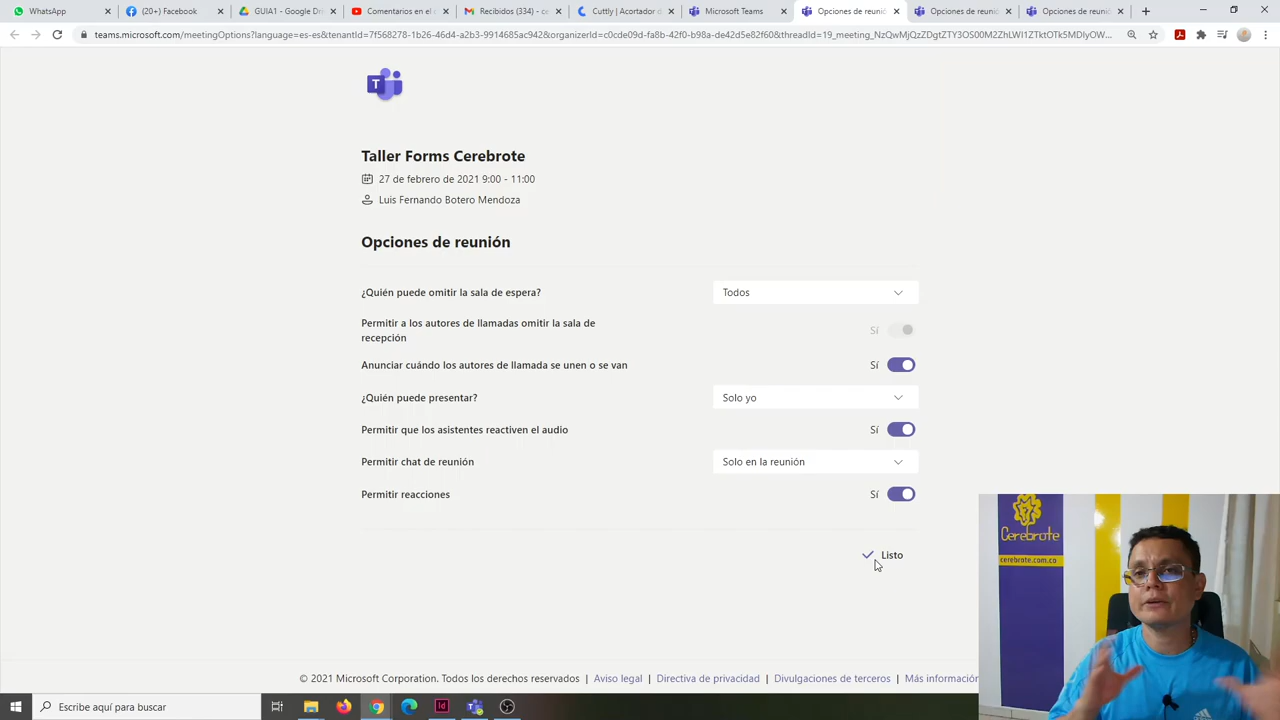 WhatsApp
(20+) Facebook
GUIA1 - Google Dr
Comentarios en el
Recibidos (334) - c
Cuttly | Acortador d
Microsoft Teams
Opciones de reunió
Opciones de reunió
Opciones de reunió
teams.microsoft.com/meetingOptions?language=es-es&tenantId=7f568278-1b26-46d4-a2b3-9914685ac942&organizerId=c0cde09d-fa8b-42f0-b98a-de42d5e82f60&threadId=19_meeting_NzQwMjQzZDgtZTY3OS00M2ZhLWI1ZTktOTk5MDIyOW...
T
Taller Forms Cerebrote
27 de febrero de 2021 9:00 - 11:00
Luis Fernando Botero Mendoza
Opciones de reunión
¿Quién puede omitir la sala de espera?
Todos
Permitir a los autores de llamadas omitir la sala de
recepción
Sí
Anunciar cuándo los autores de llamada se unen o se van
Sí
¿Quién puede presentar?
Solo yo
Permitir que los asistentes reactiven el audio
Sí
Permitir chat de reunión
Solo en la reunión
Permitir reacciones
Sí
Listo
Cerebrote
cerebrote.com.co
© 2021 Microsoft Corporation. Todos los derechos reservados
Aviso legal
Directiva de privacidad
Divulgaciones de terceros
Más información
Escribe aquí para buscar